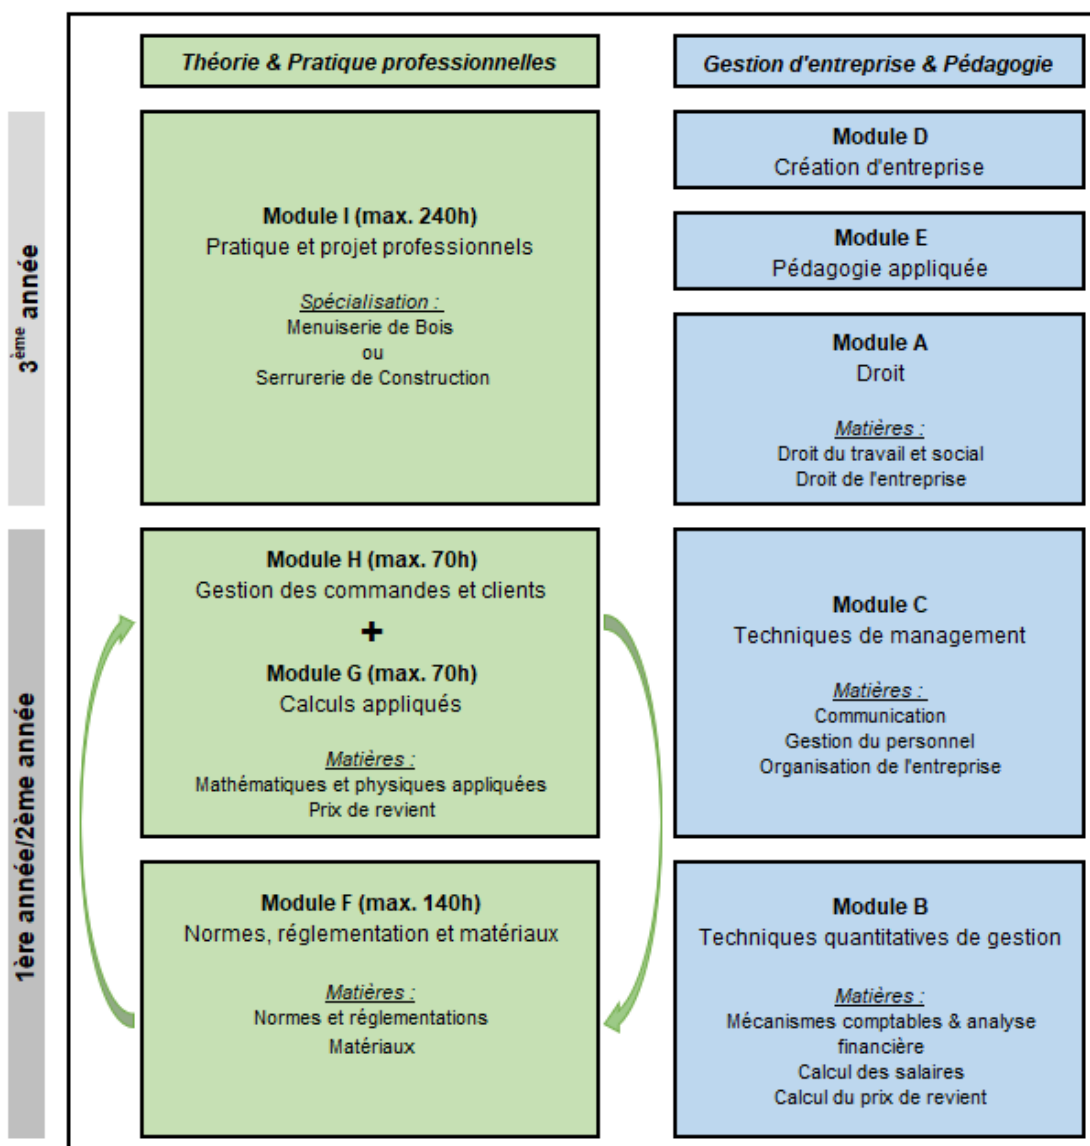 Théorie & Pratique professionnelles
Gestion d'entreprise & Pédagogie
3ème année
Module I (max. 240h)
Pratique et projet professionnels
Spécialisation :
Menuiserie de Bois
ou
Serrurerie de Construction
Module D
Création d'entreprise
Module E
Pédagogie appliquée
Module A
Droit
Matières :
Droit du travail et social
Droit de l'entreprise
1ère année/2ème année
Module H (max. 70h)
Gestion des commandes et clients
+
Module G (max. 70h)
Calculs appliqués
Matières :
Mathématiques et physiques appliquées
Prix de revient
Module C
Techniques de management
Matières :
Communication
Gestion du personnel
Organisation de l'entreprise
Module F (max. 140h)
Normes, réglementation et matériaux
Matières :
Normes et réglementations
Matériaux
Module B
Techniques quantitatives de gestion
Matières :
Mécanismes comptables & analyse
financière
Calcul des salaires
Calcul du prix de revient